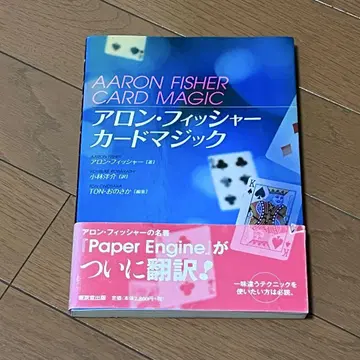 AARON FISHER
CARD MAGIC
アロン・フィッシャー
カードマジック
アロン・フィッシャー（著）
小林洋介（訳）
TON・おのさか（編集）
アロン・フィッシャーの名著
「Paper Engine」が
ついに翻訳！
一味違うテクニックを
使いたい方は必読。
東京堂出版